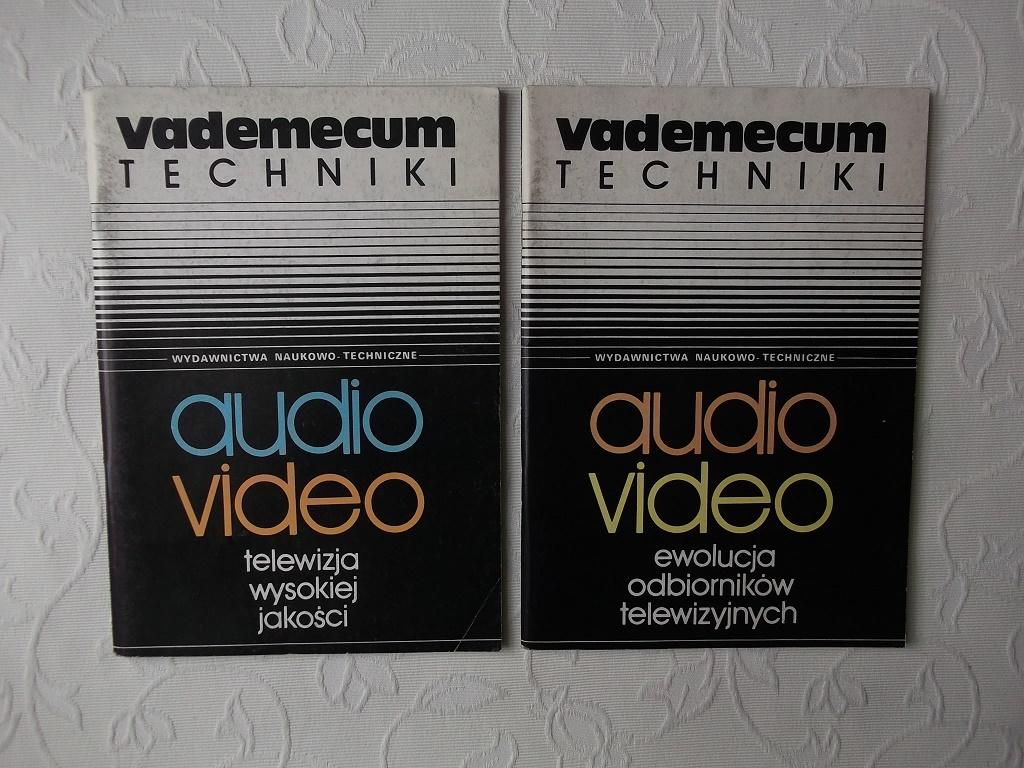 vademecum
TECHNIKI
WYDAWNICTWA NAUKOWO-TECHNICZNE
audio
video
telewizja
wysokiej
jakości
vademecum
TECHNIKI
WYDAWNICTWA NAUKOWO-TECHNICZNE
audio
video
ewolucja
odbiorników
telewizyjnych